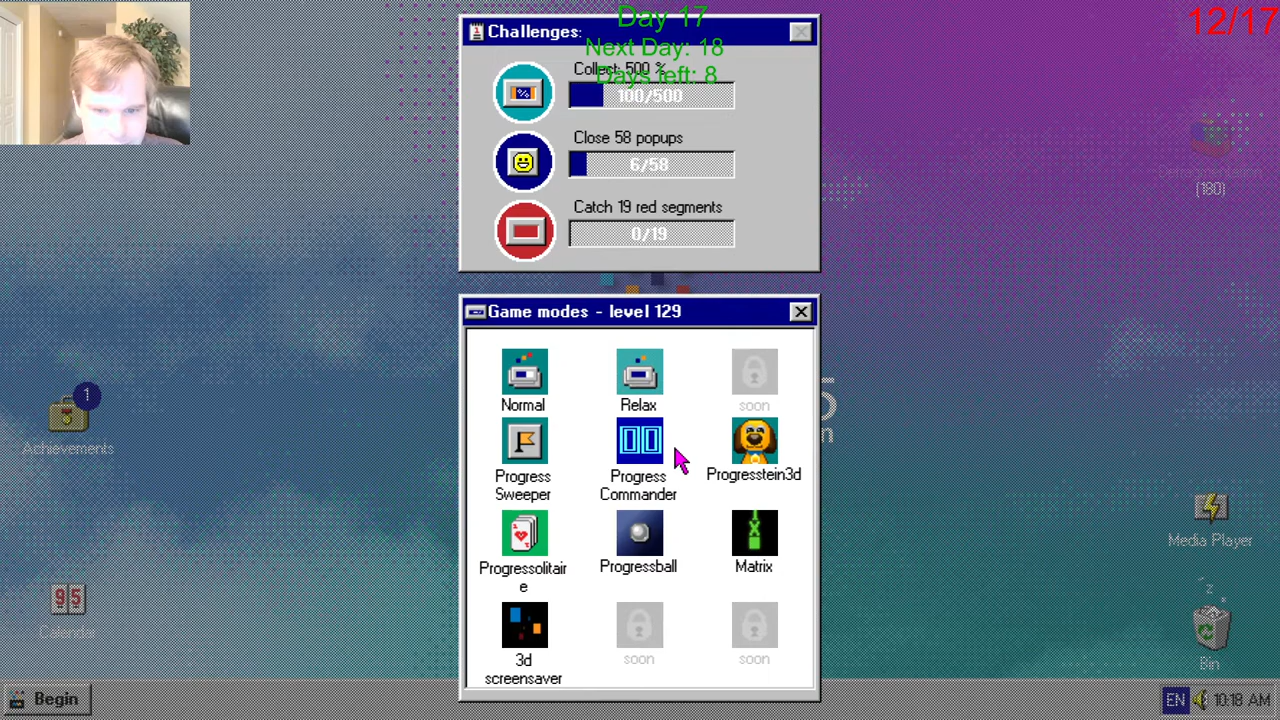 Day 17
12/17
Challenges:
Next Day: 18
Collect: 500 %
Days left: 8
100/500
Close 58 popups
6/58
(180)
Catch 19 red segments
0/19
Game modes - level 129
1
Normal
Relax
soon
Progress
Sweeper
Progress
Commander
Progresstein3d
Media Player
Progressolitair
e
Progressball
Matrix
95
3d
screensaver
soon
soon
Bin
Begin
EN
10:18 AM